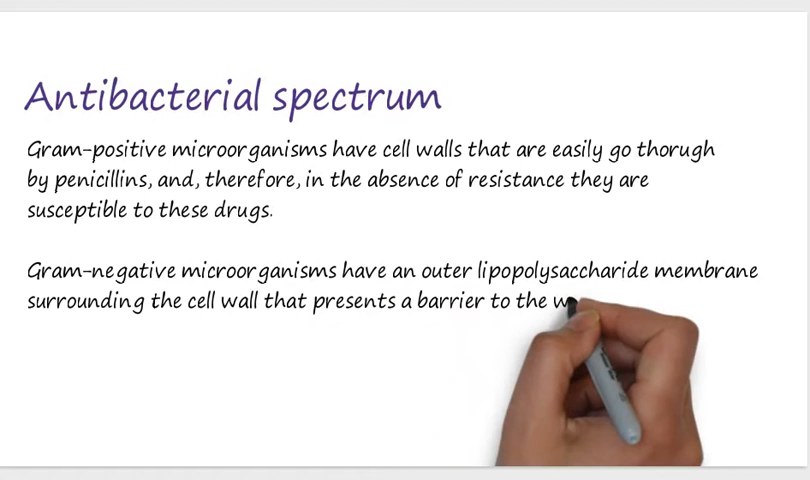 Antibacterial spectrum
Gram-positive microorganisms have cell walls that are easily go thorugh
by penicillins, and, therefore, in the absence of resistance they are
susceptible to these drugs.
Gram-negative microorganisms have an outer lipopolysaccharide membrane
surrounding the cell wall that presents a barrier to the w